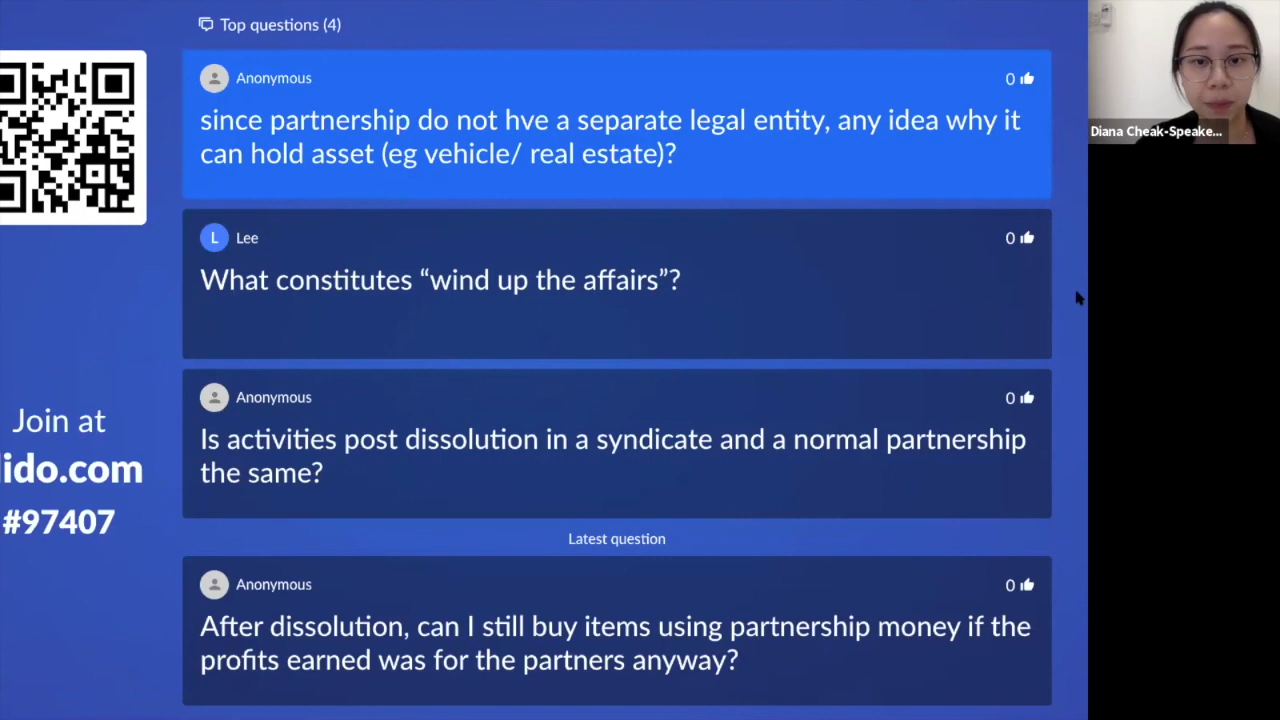 Top questions (4)
Anonymous
0
since partnership do not hve a separate legal entity, any idea why it
can hold asset (eg vehicle/ real estate)?
L Lee
0
What constitutes “wind up the affairs”?
Anonymous
0
Is activities post dissolution in a syndicate and a normal partnership
the same?
Latest question
Anonymous
0
After dissolution, can I still buy items using partnership money if the
profits earned was for the partners anyway?
Join at
lido.com
#97407
Diana Cheak-Speake...